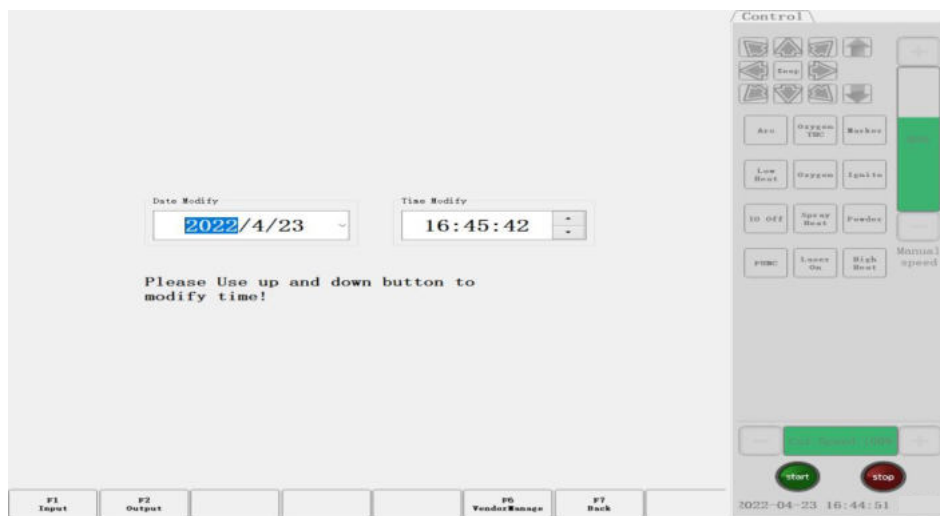 Control
Date Modify
2022/4/23
Time Modify
16:45:42
Please Use up and down button to
modify time!
Arc
Oxygen
Marker
Low
Heat
Oxygen
Ignite
IO Off
Spray
Heat
Powder
Laser
On
High
Heat
Manual
speed
start
stop
2022-04-23 16:44:51
F1
Input
F2
Output
F6
VendorManage
F7
Back